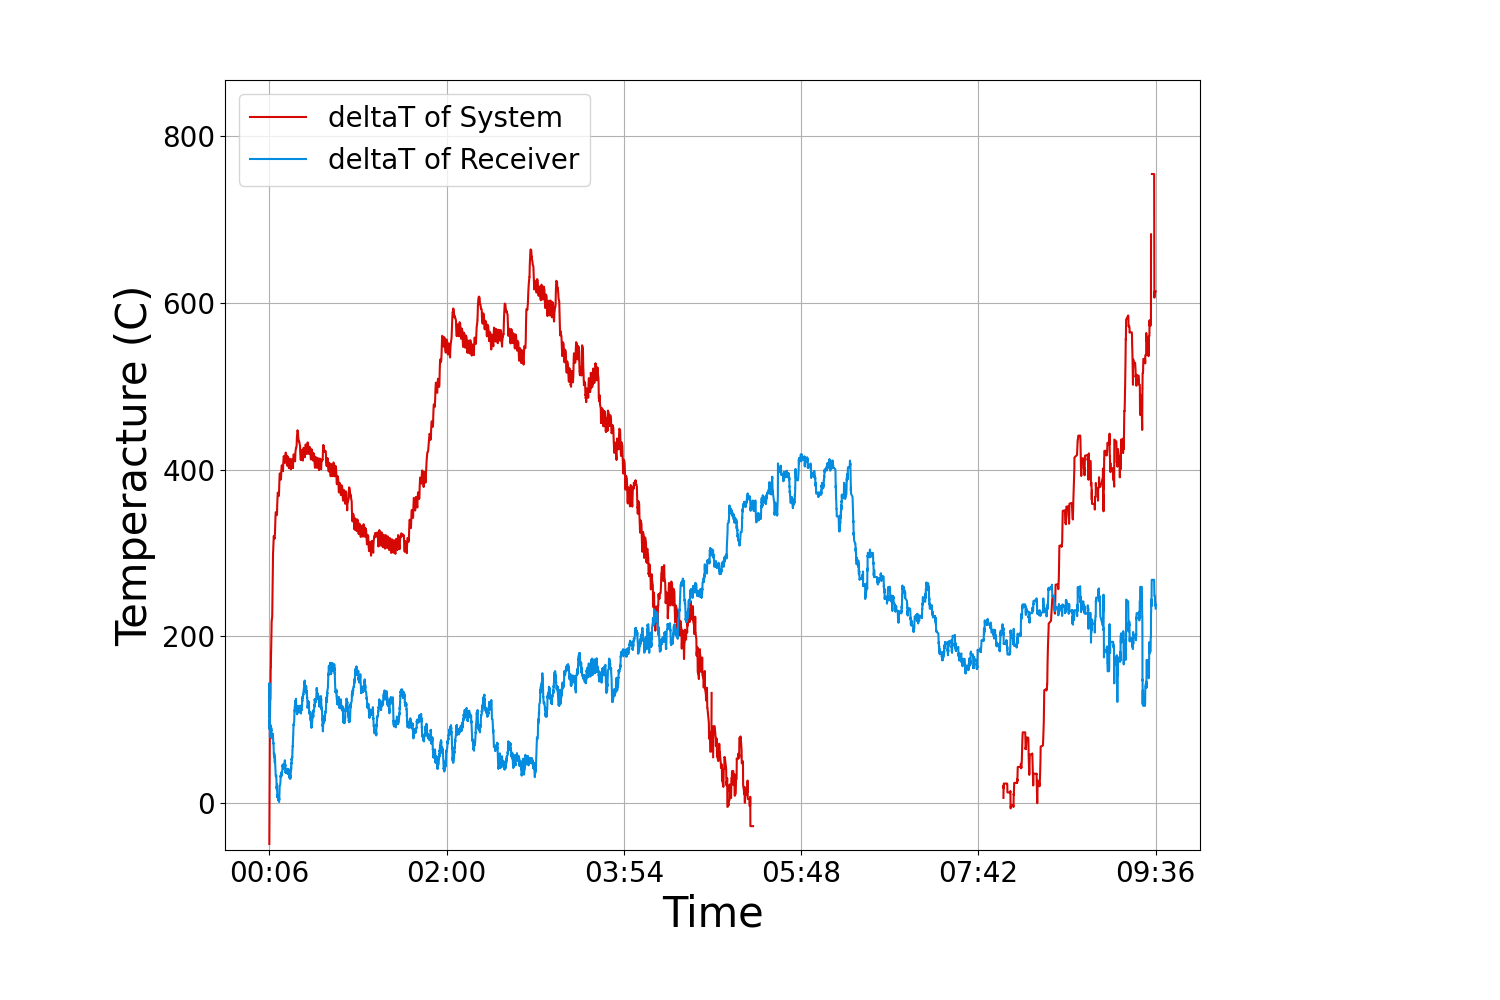 deltaT of System
deltaT of Receiver
800
600
400
200
0
Temperacture (C)
00:06 02:00 03:54 05:48 07:42 09:36
Time